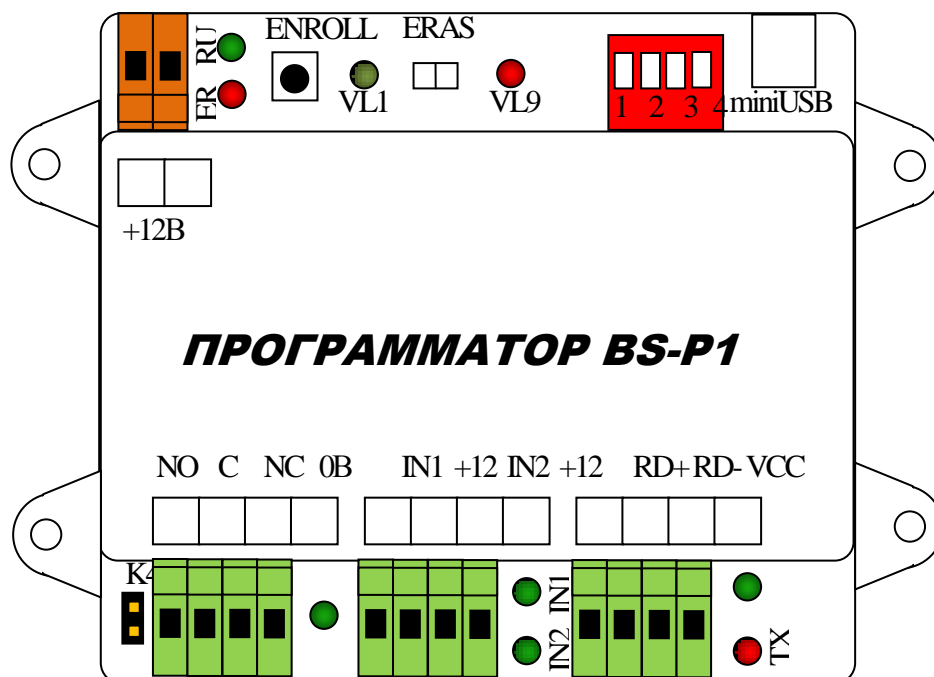 ENROLL ERAS
RU
ER
VL1
VL9
1 2 3 4
miniUSB
+12В
ПРОГРАММАТОР BS-P1
NO C NC 0В IN1 +12 IN2 +12 RD+ RD- VCC
K4
IN1
IN2
TX